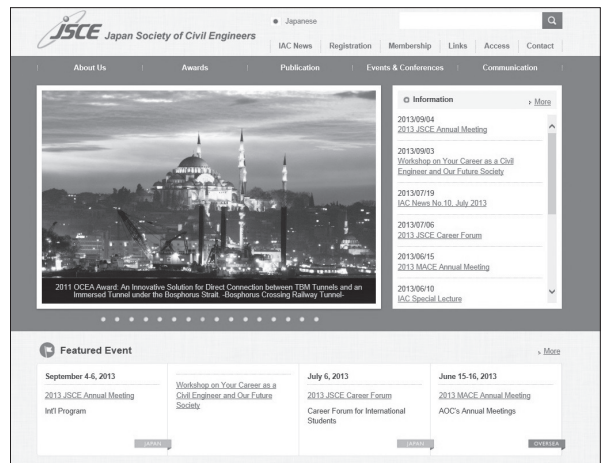 JSCE Japan Society of Civil Engineers
Japanese
IAC News Registration Membership Links Access Contact
About Us Awards Publication Events & Conferences Communication
2011 OCEA Award: An Innovative Solution for Direct Connection between TBM Tunnels and an
Immersed Tunnel under the Bosphorus Strait. -Bosphorus Crossing Railway Tunnel-
Information
More
2013/09/04
2013 JSCE Annual Meeting
2013/09/03
Workshop on Your Career as a Civil
Engineer and Our Future Society
2013/07/19
IAC News No.10, July 2013
2013/07/06
2013 JSCE Career Forum
2013/06/15
2013 MACE Annual Meeting
2013/06/10
IAC Special Lecture
Featured Event
More
September 4-6, 2013
2013 JSCE Annual Meeting
Int'l Program
JAPAN
Workshop on Your Career as a
Civil Engineer and Our Future
Society
July 6, 2013
2013 JSCE Career Forum
Career Forum for International
Students
JAPAN
June 15-16, 2013
2013 MACE Annual Meeting
AOC's Annual Meetings
OVERSEA